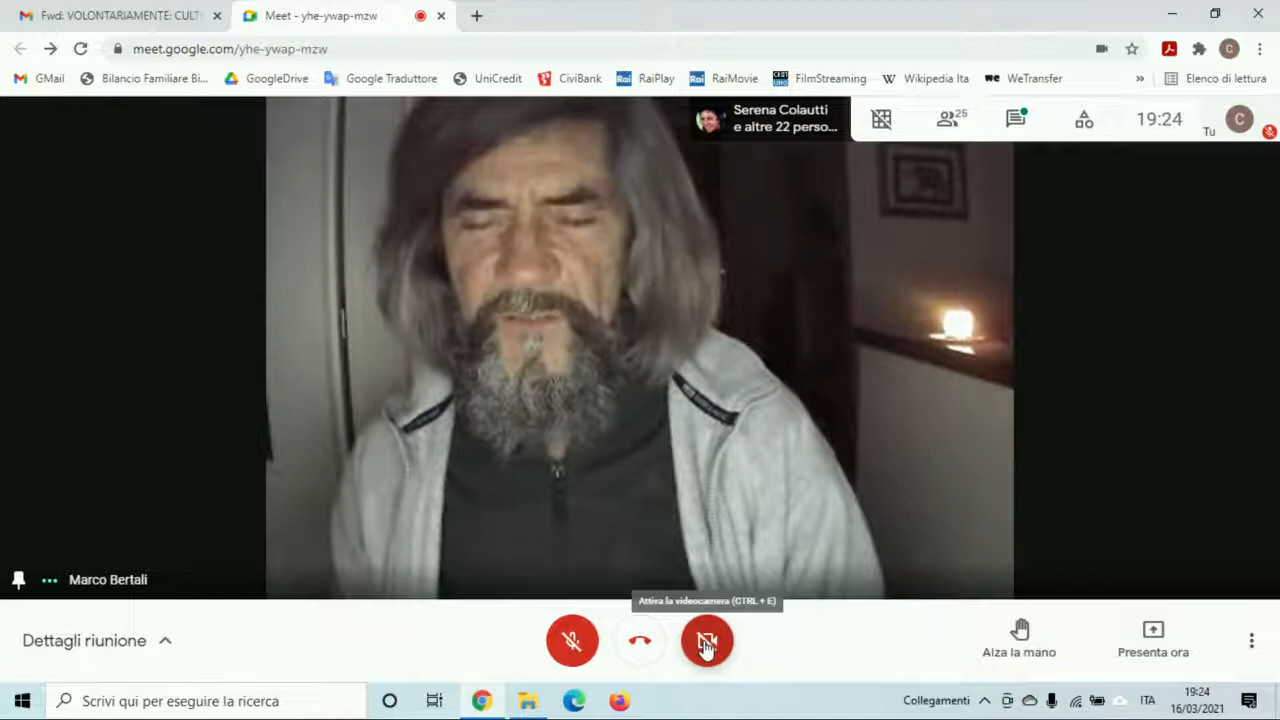 Fwd: VOLONTARIAMENTE: CULT
Meet - yhe-ywap-mzw
meet.google.com/yhe-ywap-mzw
GMail
Bilancio Familiare Bi...
GoogleDrive
Google Traduttore
UniCredit
CiviBank
Rai RaiPlay
Rai RaiMovie
FilmStreaming
W Wikipedia Ita
we WeTransfer
»
Elenco di lettura
Serena Colautti
e altre 22 perso...
25
19:24
Tu
C
Marco Bertali
Attiva la videocamera (CTRL + E)
Dettagli riunione
Alza la mano
Presenta ora
Scrivi qui per eseguire la ricerca
Collegamenti
ITA
19:24
16/03/2021